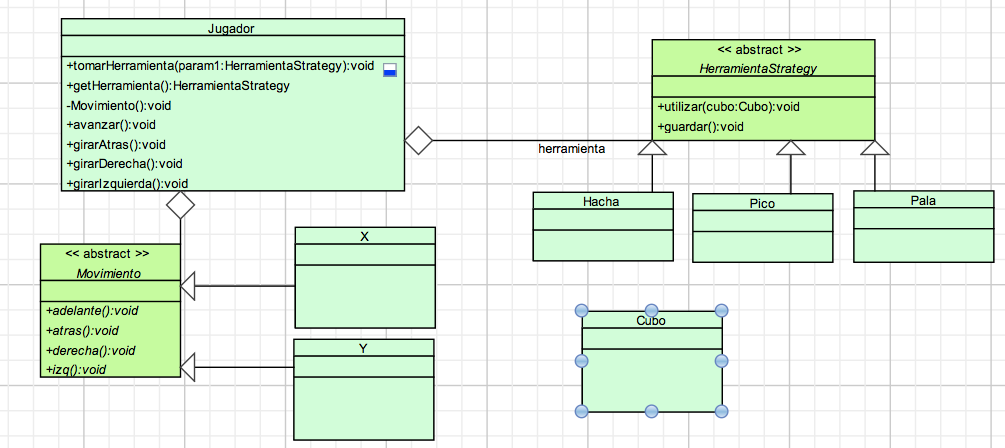 Jugador
+tomarHerramienta(param1:HerramientaStrategy):void
+getHerramienta():HerramientaStrategy
-Movimiento():void
+avanzar():void
+girarAtras():void
+girarDerecha():void
+girarIzquierda():void
<< abstract >>
HerramientaStrategy
+utilizar(cubo:Cubo):void
+guardar():void
herramienta
Hacha
Pico
Pala
<< abstract >>
Movimiento
+adelante():void
+atras():void
+derecha():void
+izq():void
X
Y
Cubo